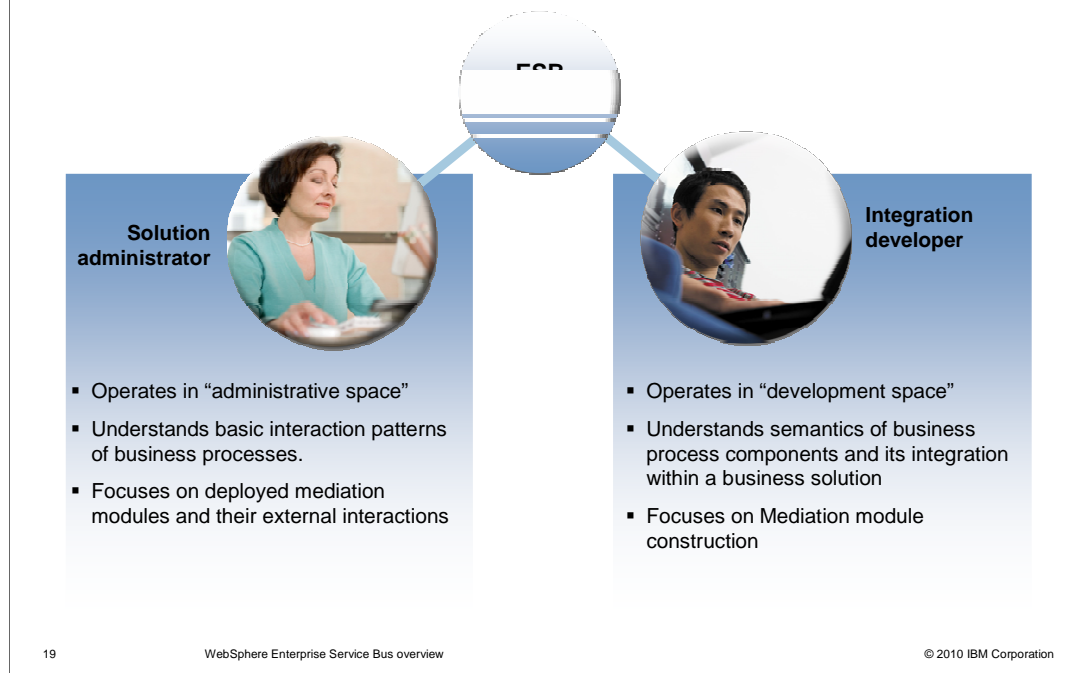 ESB
Solution
administrator
▪ Operates in “administrative space”
▪ Understands basic interaction patterns
of business processes.
▪ Focuses on deployed mediation
modules and their external interactions
Integration
developer
▪ Operates in “development space”
▪ Understands semantics of business
process components and its integration
within a business solution
▪ Focuses on Mediation module
construction
19
WebSphere Enterprise Service Bus overview
© 2010 IBM Corporation